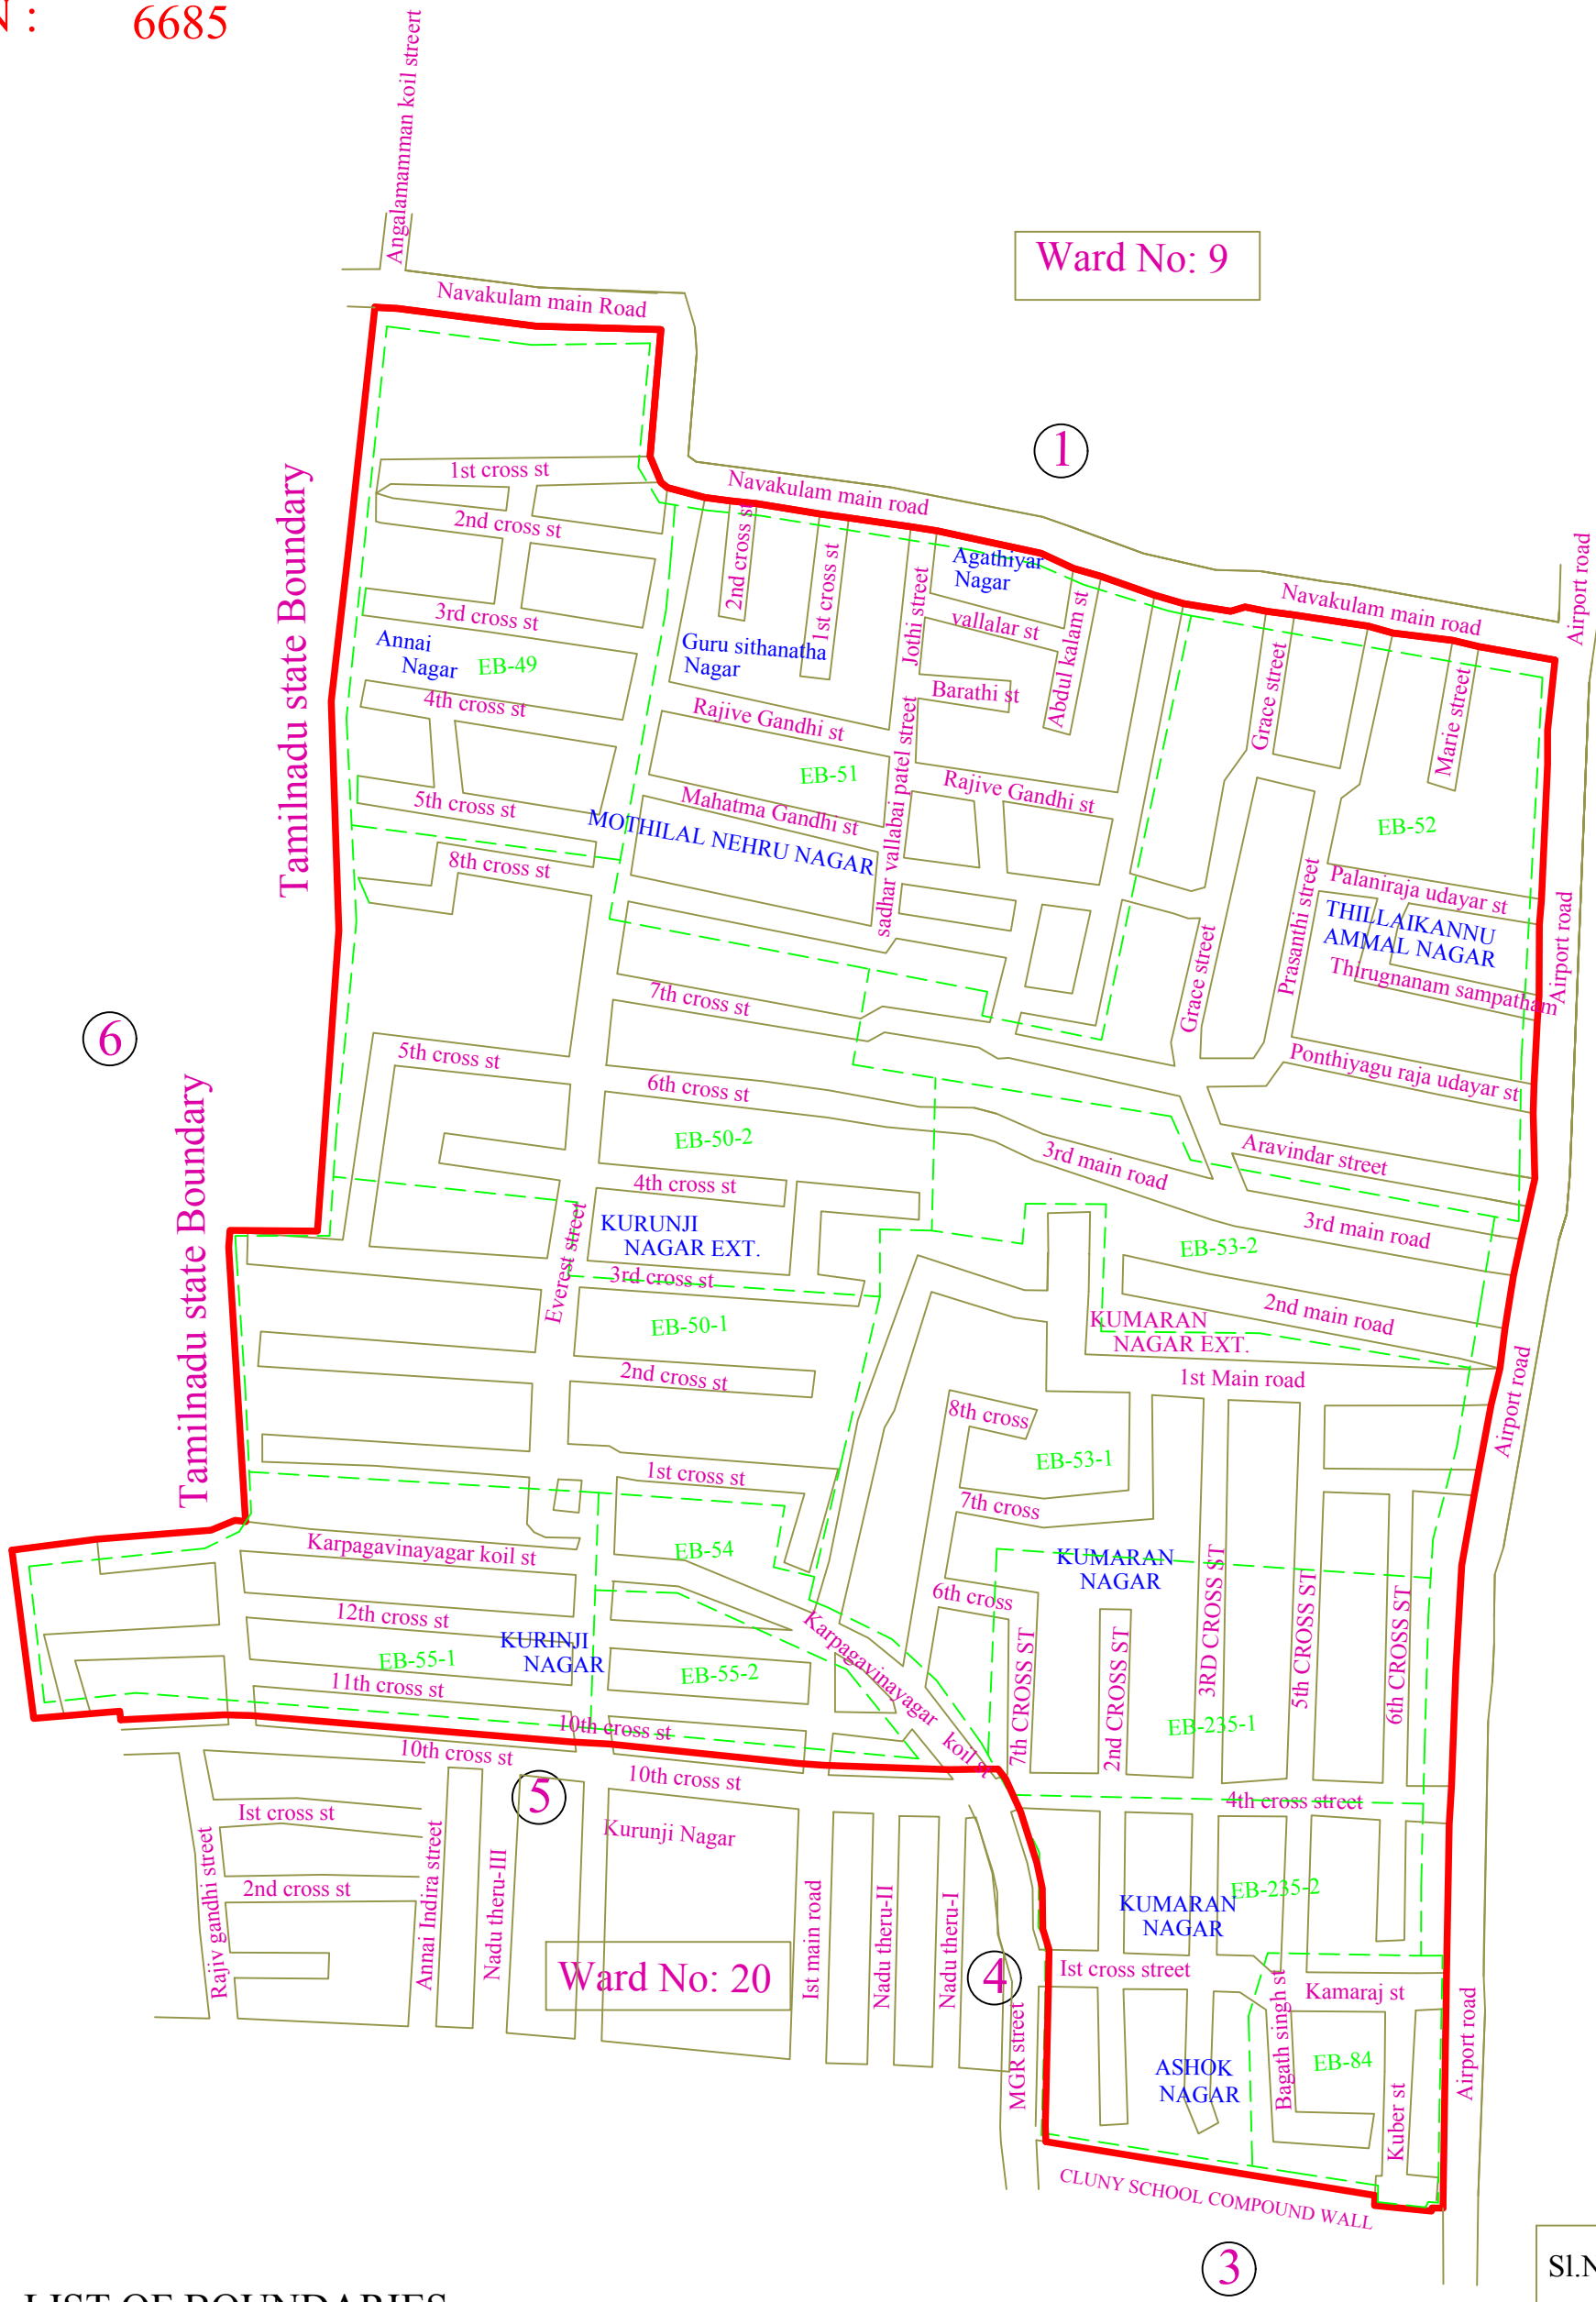 N :
6685
Angalamamman koil streert
Ward No: 9
Navakulam main Road
1
Tamilnadu state Boundary
1st cross st
Navakulam main road
2nd cross st
2nd cross st
1st cross st
Agathiyar
Nagar
Airport road
Navakulam main road
3rd cross st
Jothi street
vallalar st
Abdul kalam st
Annai
Nagar
EB-49
Guru sithanatha
Nagar
Barathi st
Grace street
Marie street
4th cross st
Rajive Gandhi st
EB-51
Rajive Gandhi st
sadhar vallabai patel street
5th cross st
Mahatma Gandhi st
MOTHILAL NEHRU NAGAR
EB-52
8th cross st
Prasanthi street
Palaniraja udayar st
THILLAIKANNU
AMMAL NAGAR
Airport road
Grace street
Thirugnanam sampatham
7th cross st
6
5th cross st
6th cross st
Ponthiyagu raja udayar st
Tamilnadu state Boundary
EB-50-2
3rd main road
Aravindar street
4th cross st
KURUNJI
NAGAR EXT.
Everest street
3rd main road
EB-53-2
3rd cross st
EB-50-1
2nd main road
KUMARAN
NAGAR EXT.
2nd cross st
1st Main road
Airport road
8th cross
EB-53-1
1st cross st
7th cross
Karpagavinayagar koil st
EB-54
KUMARAN
NAGAR
3RD CROSS ST
5th CROSS ST
6th CROSS ST
6th cross
12th cross st
Karpagavinayagar koil st
KURINJI
NAGAR
EB-55-1
EB-55-2
7th CROSS ST
2nd CROSS ST
11th cross st
EB-235-1
10th cross st
10th cross st
10th cross st
5
4th cross street
Ist cross st
Kurunji Nagar
Rajiv gandhi street
2nd cross st
Annai Indira street
Nadu theru-III
Ist main road
Nadu theru-II
Nadu theru-I
EB-235-2
KUMARAN
NAGAR
Ward No: 20
4
Ist cross street
Kamaraj st
MGR street
Bagath singh st
Airport road
EB-84
ASHOK
NAGAR
Kuber st
CLUNY SCHOOL COMPOUND WALL
3
Sl.N
LIST OF BOUNDARIES